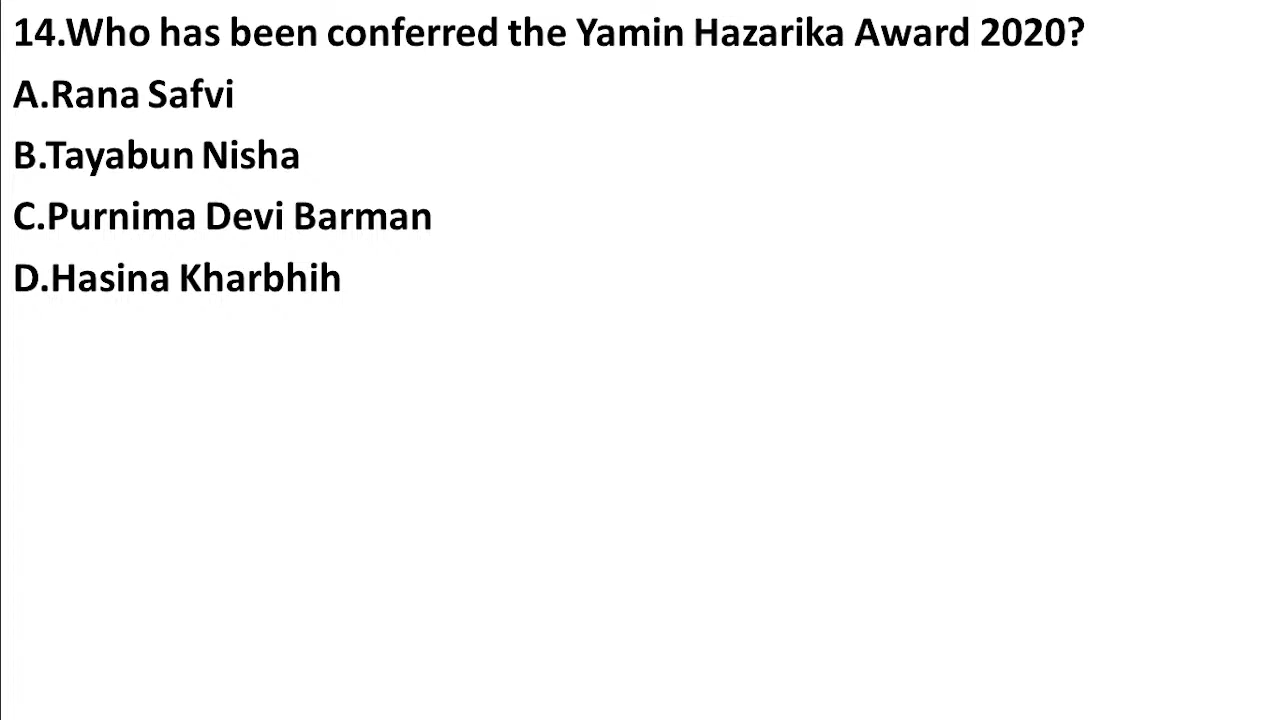 14.Who has been conferred the Yamin Hazarika Award 2020?
A.Rana Safvi
B.Tayabun Nisha
C.Purnima Devi Barman
D.Hasina Kharbhih